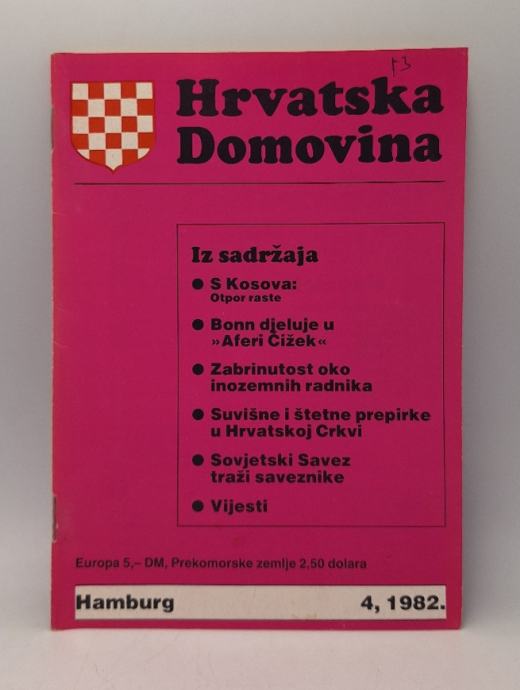 13
Hrvatska
Domovina
Iz sadržaja
● S Kosova:
Otpor raste
● Bonn djeluje u
»Aferi Čižek«
● Zabrinutost oko
inozemnih radnika
● Suvišne i štetne prepirke
u Hrvatskoj Crkvi
● Sovjetski Savez
traži saveznike
● Vijesti
Europa 5,– DM, Prekomorske zemlje 2,50 dolara
Hamburg 4, 1982.